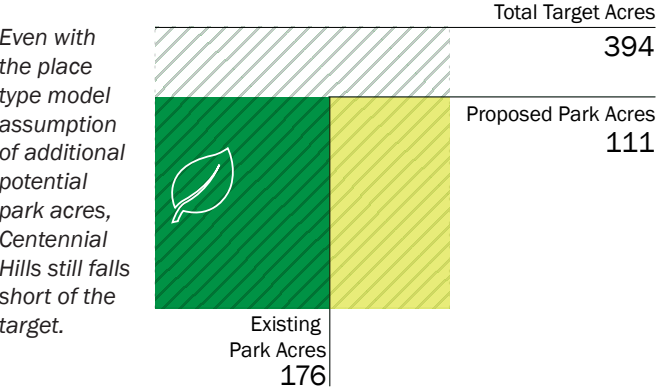 Even with
the place
type model
assumption
of additional
potential
park acres,
Centennial
Hills still falls
short of the
target.
Total Target Acres
394
Proposed Park Acres
111
Existing
Park Acres
176